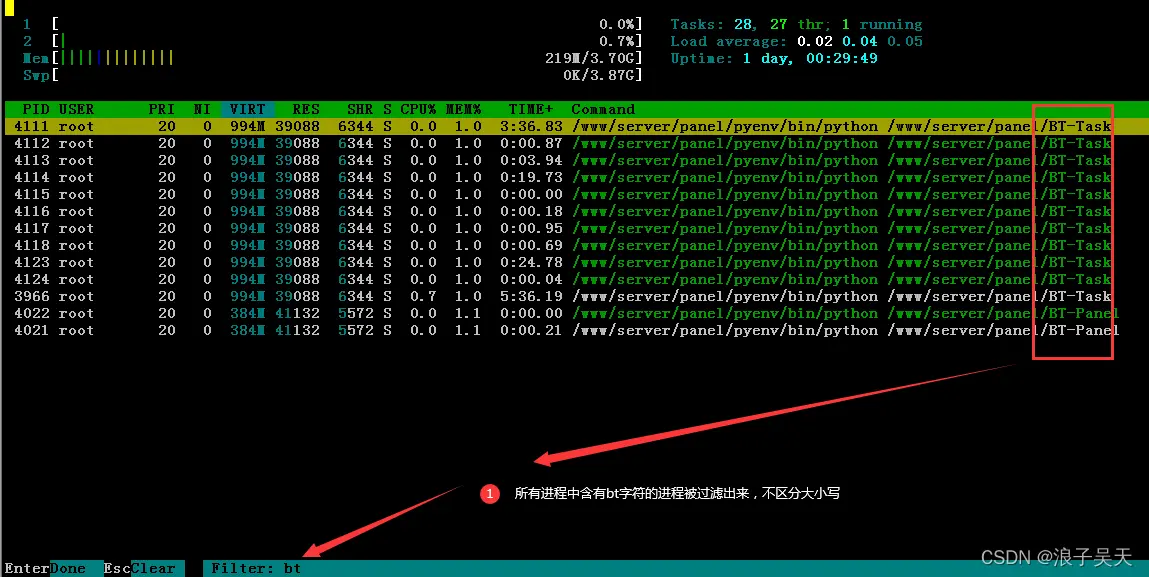 1 [ 0.0%] Tasks: 28, 27 thr; 1 running
2 [| 0.7%] Load average: 0.02 0.04 0.05
Mem[||||||||||||| 219M/3.70G] Uptime: 1 day, 00:29:49
Swp[ 0K/3.87G]
PID USER PRI NI VIRT RES SHR S CPU% MEM% TIME+ Command
4111 root 20 0 994M 39088 6344 S 0.0 1.0 3:36.83 /www/server/panel/pyenv/bin/python /www/server/panel/BT-Task
4112 root 20 0 994M 39088 6344 S 0.0 1.0 0:00.87 /www/server/panel/pyenv/bin/python /www/server/panel/BT-Task
4113 root 20 0 994M 39088 6344 S 0.0 1.0 0:03.94 /www/server/panel/pyenv/bin/python /www/server/panel/BT-Task
4114 root 20 0 994M 39088 6344 S 0.0 1.0 0:19.73 /www/server/panel/pyenv/bin/python /www/server/panel/BT-Task
4115 root 20 0 994M 39088 6344 S 0.0 1.0 0:00.00 /www/server/panel/pyenv/bin/python /www/server/panel/BT-Task
4116 root 20 0 994M 39088 6344 S 0.0 1.0 0:00.18 /www/server/panel/pyenv/bin/python /www/server/panel/BT-Task
4117 root 20 0 994M 39088 6344 S 0.0 1.0 0:00.95 /www/server/panel/pyenv/bin/python /www/server/panel/BT-Task
4118 root 20 0 994M 39088 6344 S 0.0 1.0 0:00.69 /www/server/panel/pyenv/bin/python /www/server/panel/BT-Task
4123 root 20 0 994M 39088 6344 S 0.0 1.0 0:24.78 /www/server/panel/pyenv/bin/python /www/server/panel/BT-Task
4124 root 20 0 994M 39088 6344 S 0.0 1.0 0:00.04 /www/server/panel/pyenv/bin/python /www/server/panel/BT-Task
3966 root 20 0 994M 39088 6344 S 0.7 1.0 5:36.19 /www/server/panel/pyenv/bin/python /www/server/panel/BT-Task
4022 root 20 0 384M 41132 5572 S 0.0 1.1 0:00.00 /www/server/panel/pyenv/bin/python /www/server/panel/BT-Panel
4021 root 20 0 384M 41132 5572 S 0.0 1.1 0:00.21 /www/server/panel/pyenv/bin/python /www/server/panel/BT-Panel
1 所有进程中含有bt字符的进程被过滤出来，不区分大小写
CSDN @浪子吴天
EnterDone EscClear Filter: bt